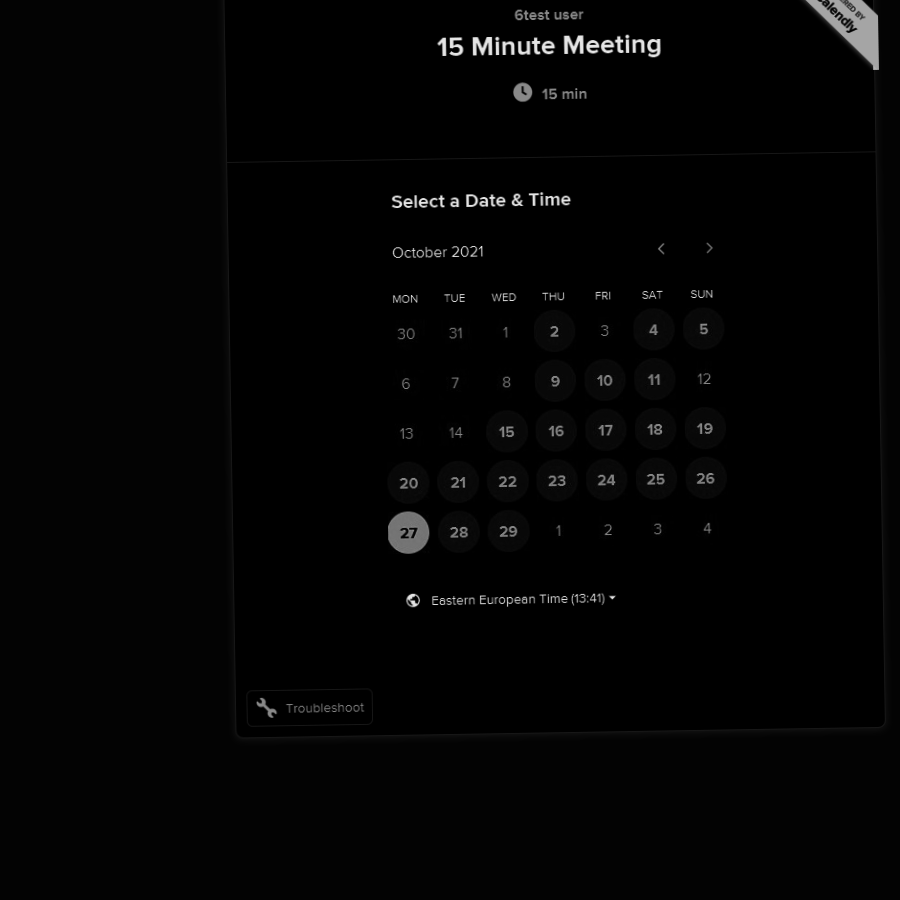 6test user
15 Minute Meeting
15 min
Calendly
Select a Date & Time
October 2021
MON TUE WED THU FRI SAT SUN
30 31 1 2 3 4 5
6 7 8 9 10 11 12
13 14 15 16 17 18 19
20 21 22 23 24 25 26
27 28 29 1 2 3 4
Eastern European Time (13:41)
Troubleshoot